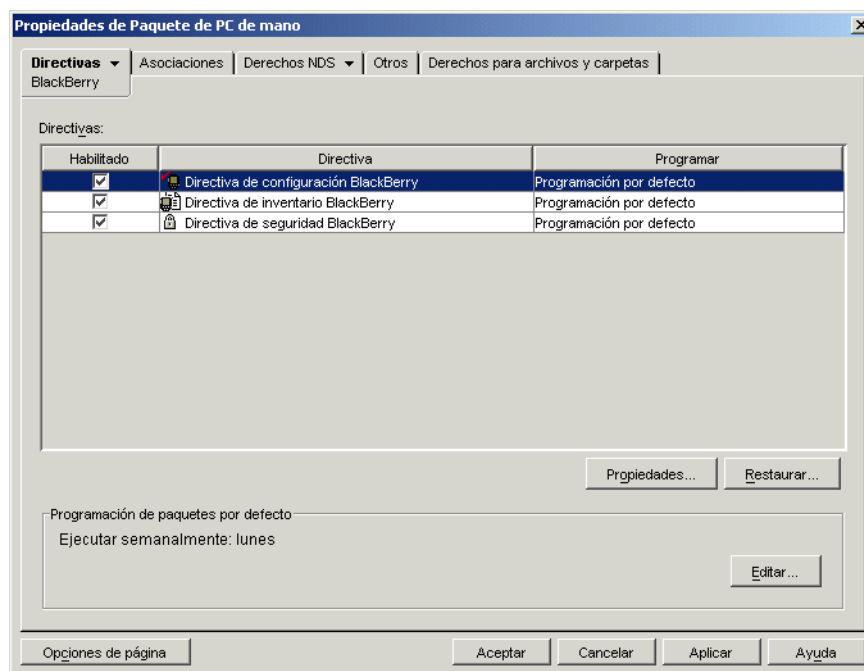 Propiedades de Paquete de PC de mano
Directivas
Asociaciones
Derechos NDS
Otros
Derechos para archivos y carpetas
BlackBerry
Directivas:
Habilitado Directiva Programar
Directiva de configuración BlackBerry Programación por defecto
Directiva de inventario BlackBerry Programación por defecto
Directiva de seguridad BlackBerry Programación por defecto
Propiedades... Restaurar...
Programación de paquetes por defecto
Ejecutar semanalmente: lunes
Editar...
Opciones de página Aceptar Cancelar Aplicar Ayuda